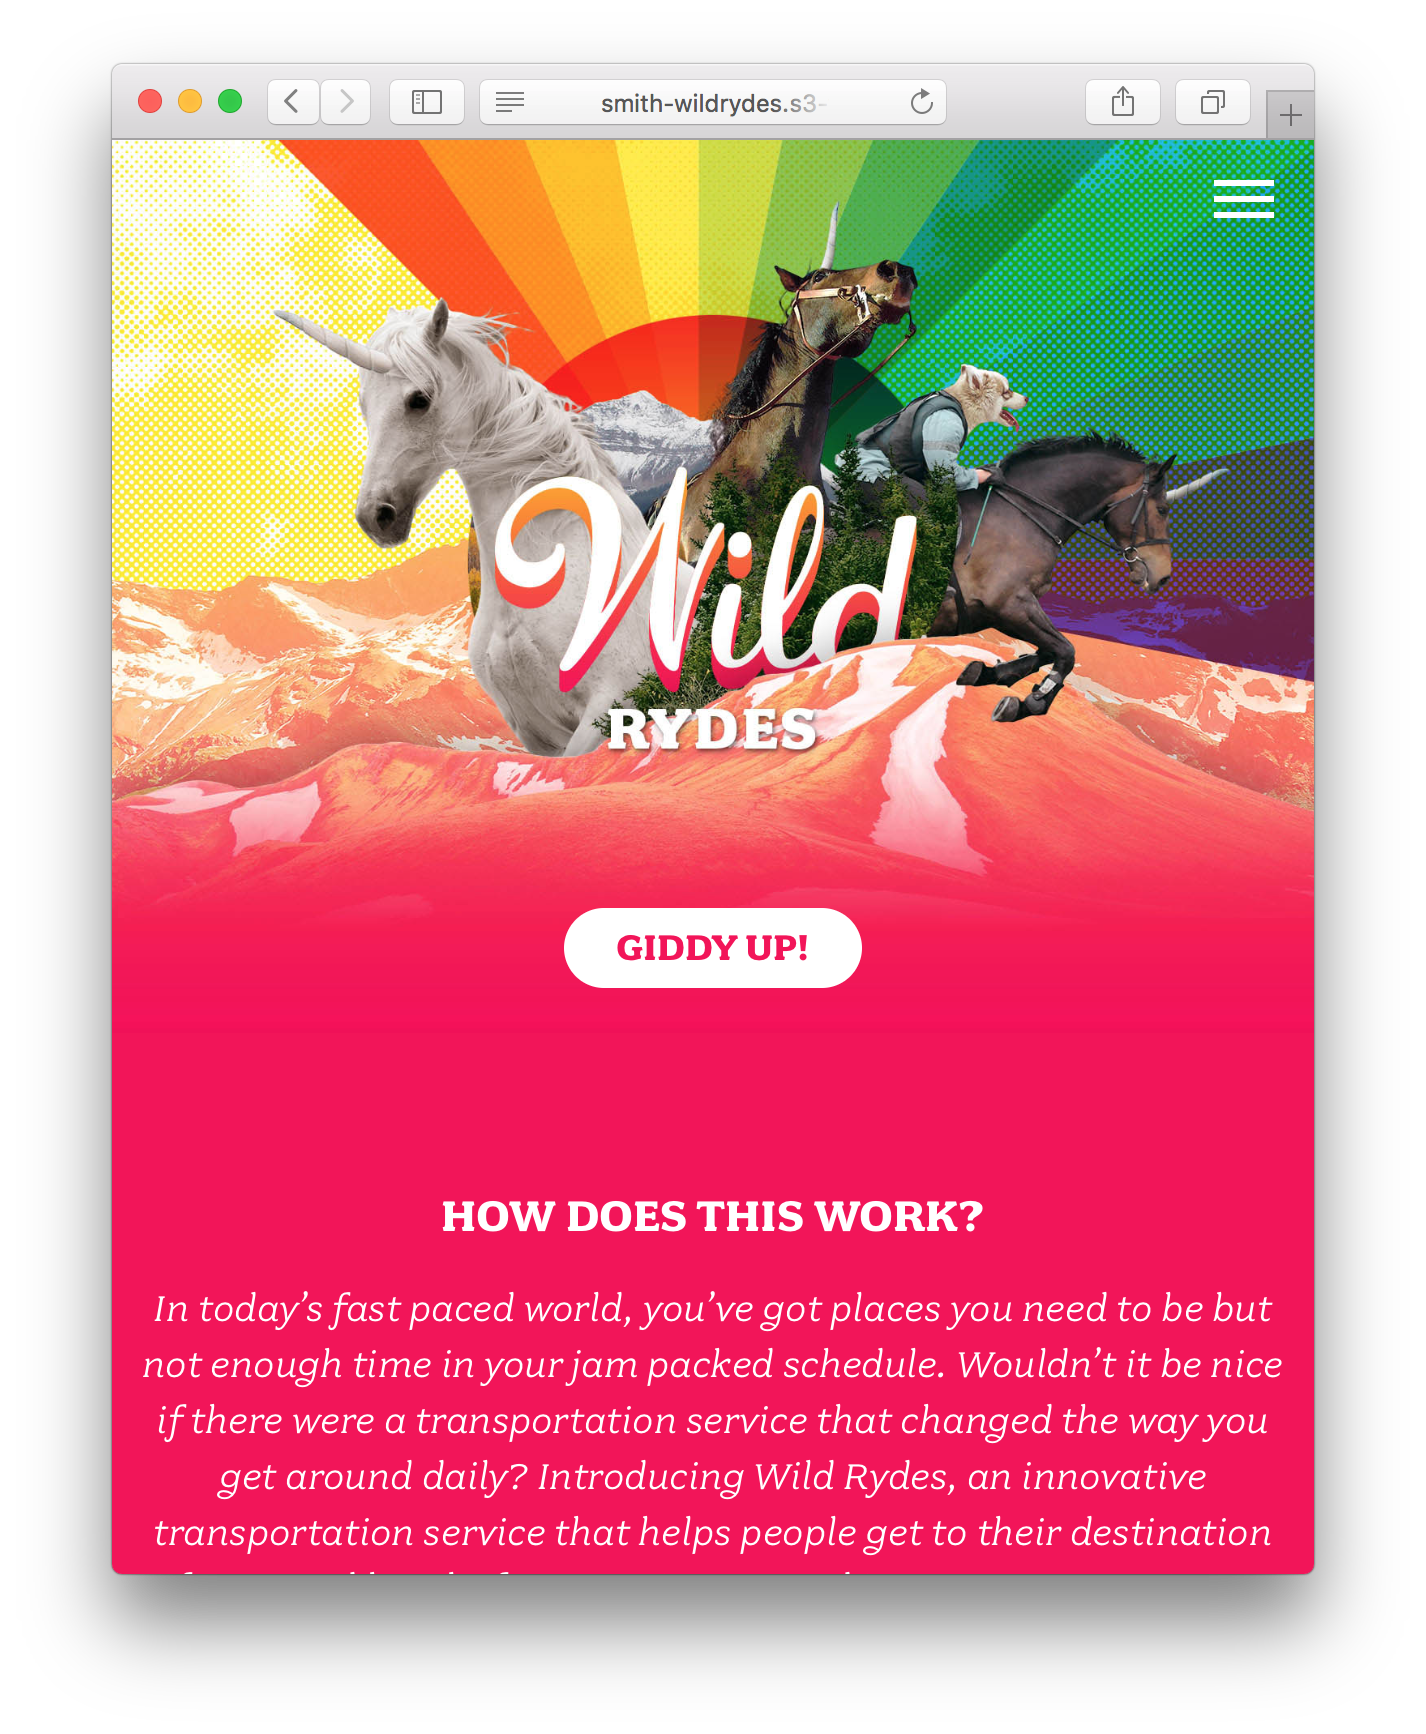 smith-wildrydes.s3-
Wild
RYDES
GIDDY UP!
HOW DOES THIS WORK?
In today’s fast paced world, you’ve got places you need to be but
not enough time in your jam packed schedule. Wouldn’t it be nice
if there were a transportation service that changed the way you
get around daily? Introducing Wild Rydes, an innovative
transportation service that helps people get to their destination